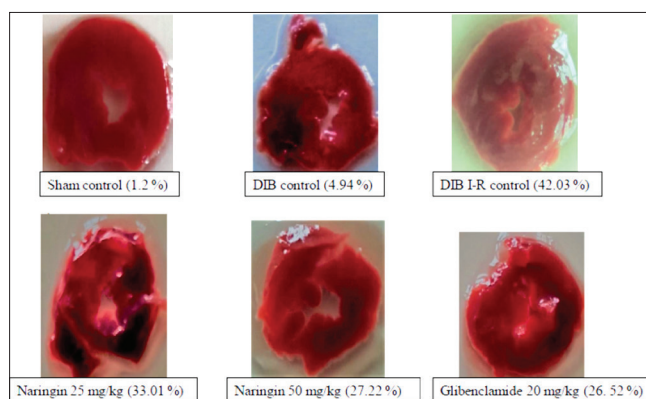 Sham control (1.2 %)
DIB control (4.94 %)
DIB I-R control (42.03 %)
Naringin 25 mg/kg (33.01 %)
Naringin 50 mg/kg (27.22 %)
Glibenclamide 20 mg/kg (26. 52 %)